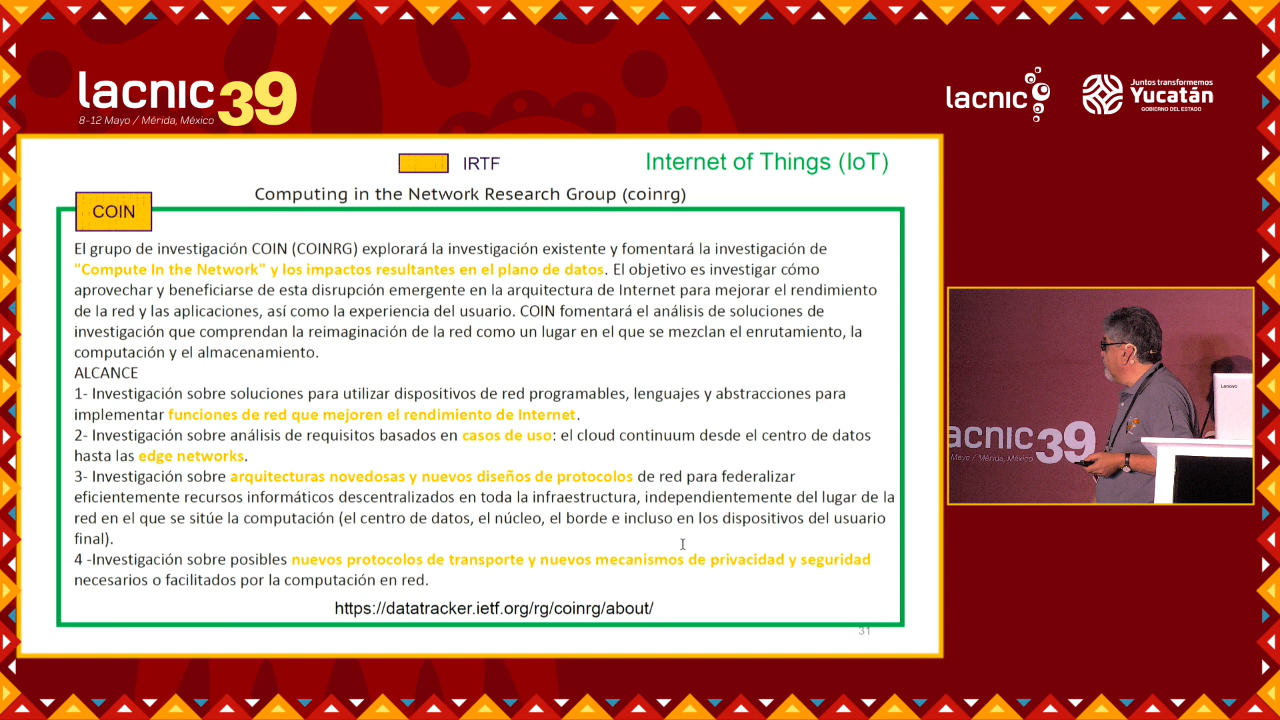 lacnic 39
8-12 Mayo / Mérida, México
lacnic
Juntos transformemos
Yucatán
GOBIERNO DEL ESTADO
IRTF
Internet of Things (IoT)
Computing in the Network Research Group (coinrg)
COIN
El grupo de investigación COIN (COINRG) explorará la investigación existente y fomentará la investigación de
"Compute In the Network" y los impactos resultantes en el plano de datos. El objetivo es investigar cómo
aprovechar y beneficiarse de esta disrupción emergente en la arquitectura de Internet para mejorar el rendimiento
de la red y las aplicaciones, así como la experiencia del usuario. COIN fomentará el análisis de soluciones de
investigación que comprendan la reimaginación de la red como un lugar en el que se mezclan el enrutamiento, la
computación y el almacenamiento.
ALCANCE
1- Investigación sobre soluciones para utilizar dispositivos de red programables, lenguajes y abstracciones para
implementar funciones de red que mejoren el rendimiento de Internet.
2- Investigación sobre análisis de requisitos basados en casos de uso: el cloud continuum desde el centro de datos
hasta las edge networks.
3- Investigación sobre arquitecturas novedosas y nuevos diseños de protocolos de red para federalizar
eficientemente recursos informáticos descentralizados en toda la infraestructura, independientemente del lugar de la
red en el que se sitúe la computación (el centro de datos, el núcleo, el borde e incluso en los dispositivos del usuario
final).
4 -Investigación sobre posibles nuevos protocolos de transporte y nuevos mecanismos de privacidad y seguridad
necesarios o facilitados por la computación en red.
https://datatracker.ietf.org/rg/coinrg/about/
31
Lenovo
acnic 39
Mayo / Mérida, México